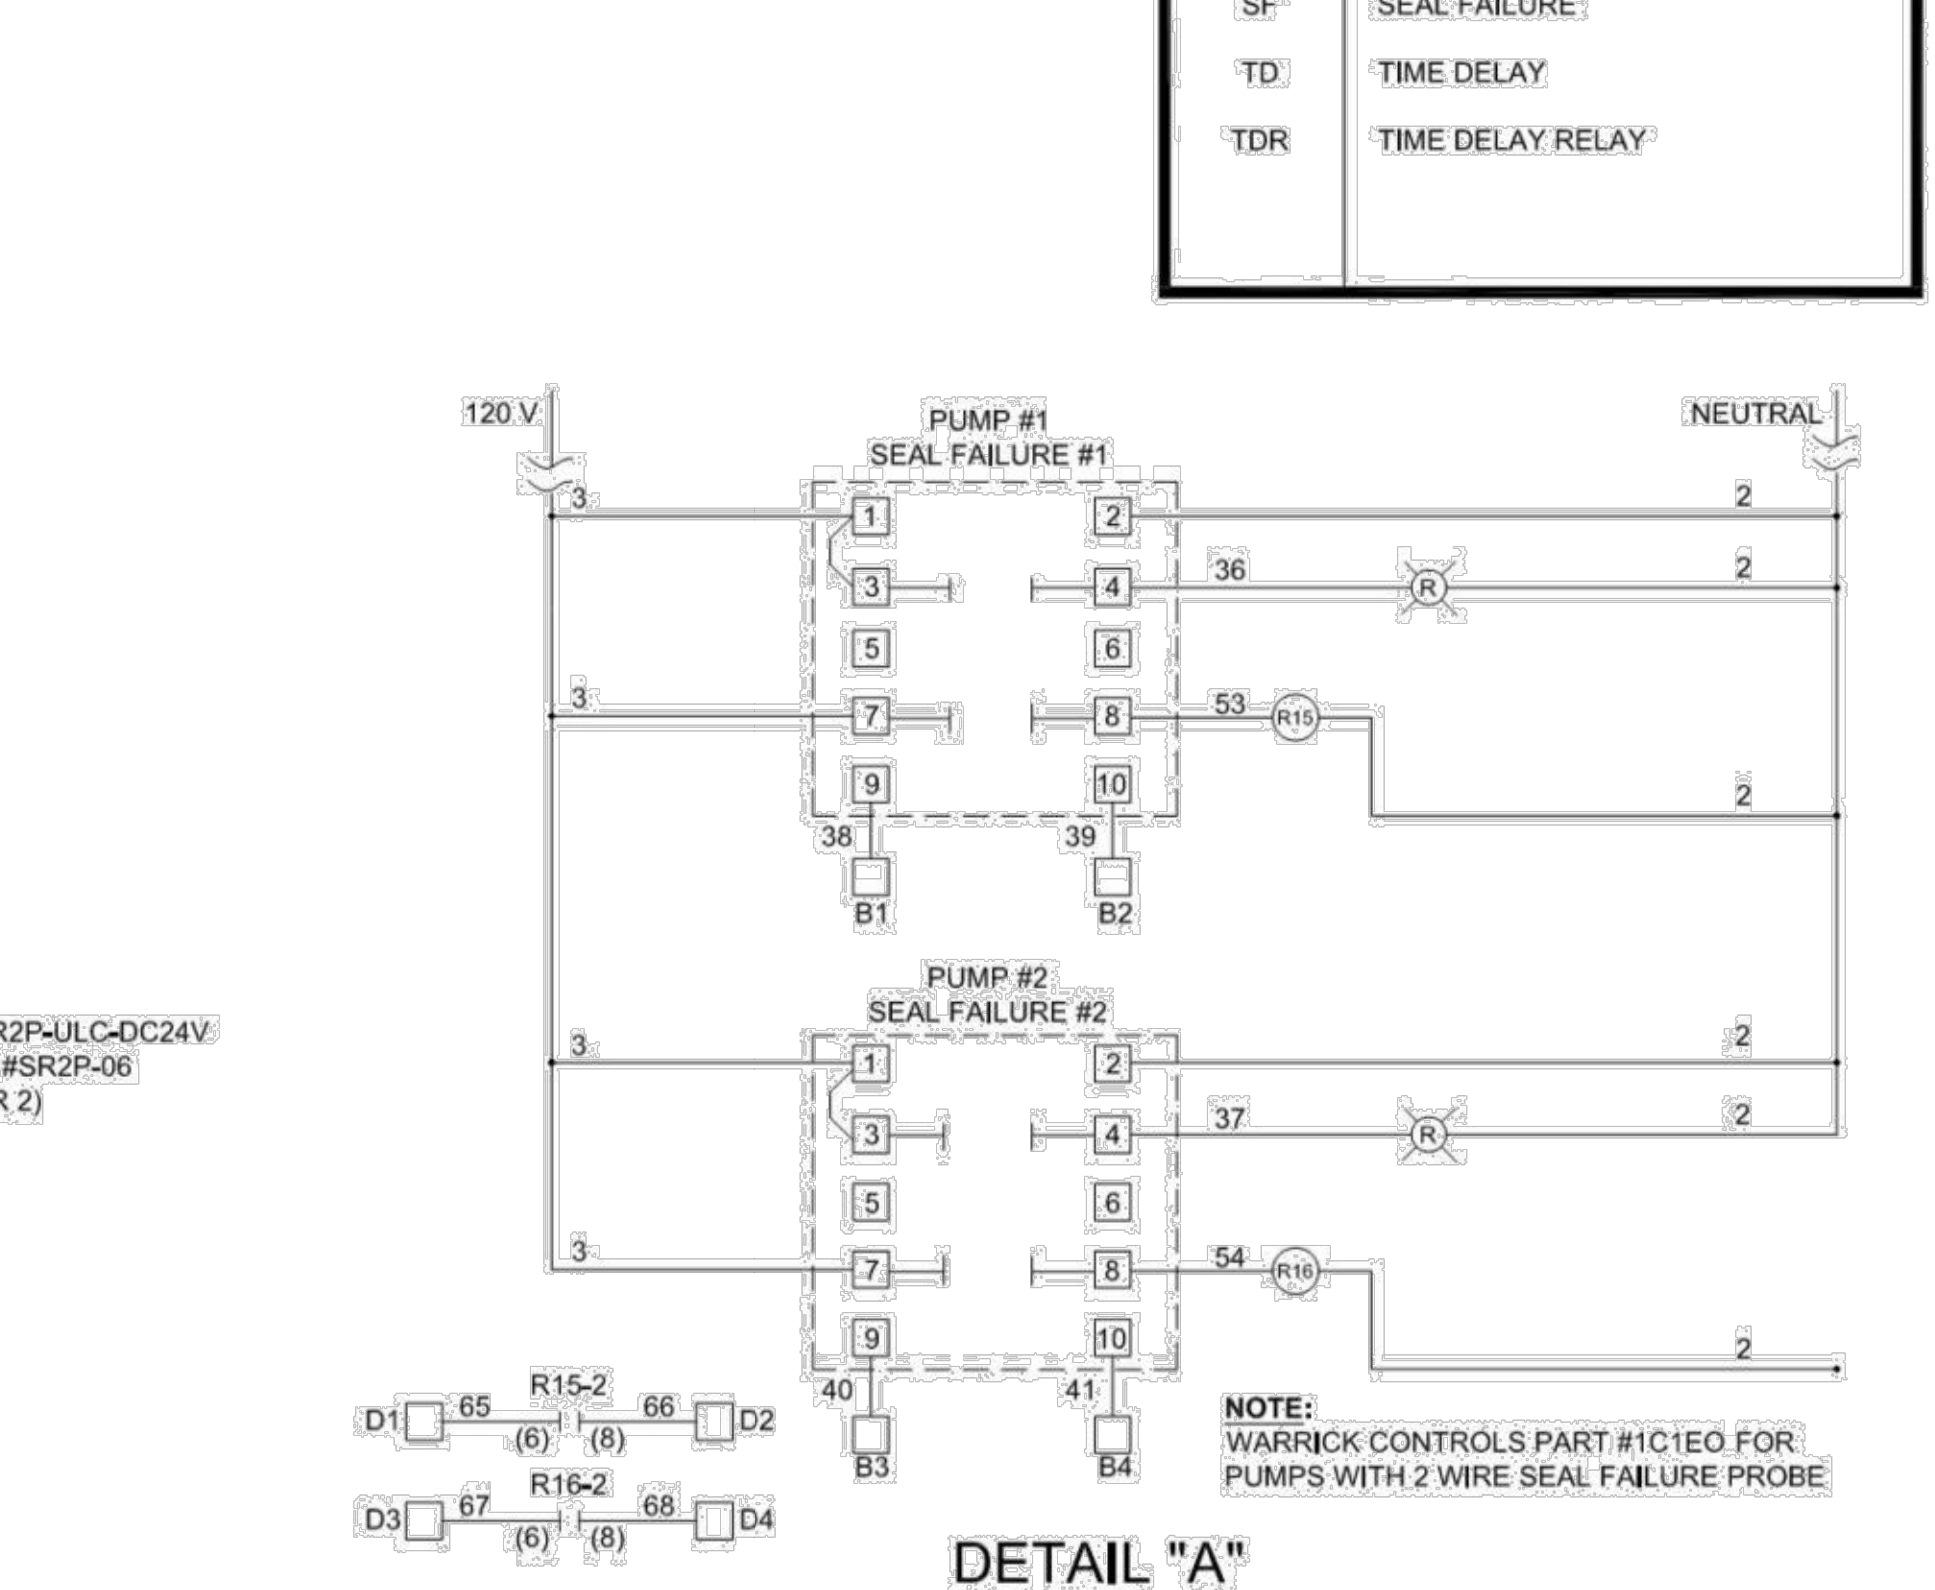 SF SEAL FAILURE
TD TIME DELAY
TDR TIME DELAY RELAY
120 V
NEUTRAL
PUMP #1
SEAL FAILURE #1
3 1 2 2
3 4 36 R 2
5 6
3 7 8 53 R15
9 10 2
38 39
B1 B2
PUMP #2
SEAL FAILURE #2
R2P-ULC-DC24V
#SR2P-06
R 2)
3 1 2 2
3 4 37 R 2
5 6
3 7 8 54 R16
9 10 2
40 41
B3 B4
R15-2
D1 65 66 D2
(6) (8)
R16-2
D3 67 68 D4
(6) (8)
NOTE:
WARRICK CONTROLS PART #1C1EO FOR
PUMPS WITH 2 WIRE SEAL FAILURE PROBE
DETAIL "A"